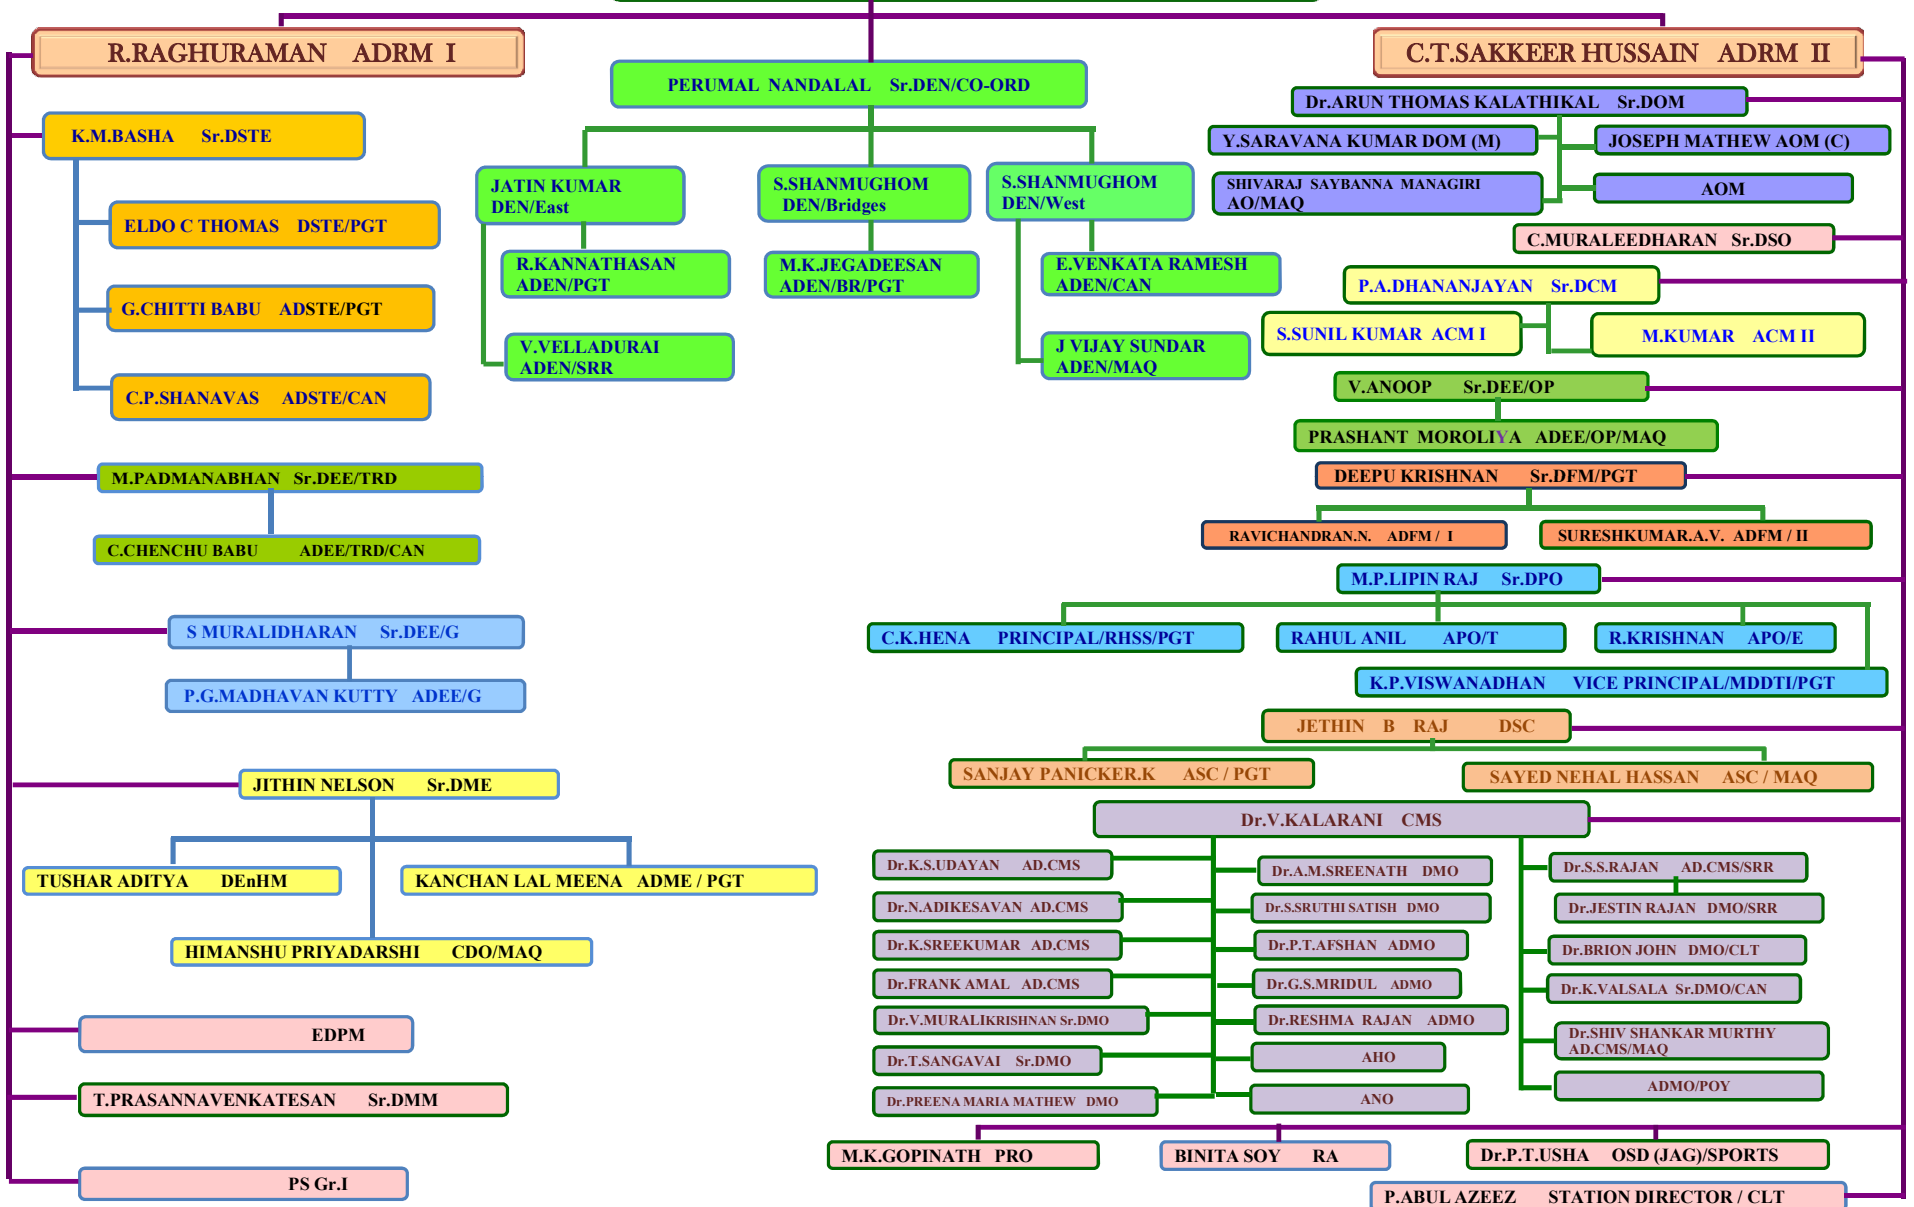 R.RAGHURAMAN ADRM I
C.T.SAKKEER HUSSAIN ADRM II
PERUMAL NANDALAL Sr.DEN/CO-ORD
K.M.BASHA Sr.DSTE
ELDO C THOMAS DSTE/PGT
G.CHITTI BABU ADSTE/PGT
C.P.SHANAVAS ADSTE/CAN
M.PADMANABHAN Sr.DEE/TRD
C.CHENCHU BABU ADEE/TRD/CAN
S MURALIDHARAN Sr.DEE/G
P.G.MADHAVAN KUTTY ADEE/G
JITHIN NELSON Sr.DME
TUSHAR ADITYA DEnHM
KANCHAN LAL MEENA ADME / PGT
HIMANSHU PRIYADARSHI CDO/MAQ
EDPM
T.PRASANNAVENKATESAN Sr.DMM
PS Gr.I
JATIN KUMAR
DEN/East
S.SHANMUGHOM
DEN/Bridges
S.SHANMUGHOM
DEN/West
R.KANNATHASAN
ADEN/PGT
M.K.JEGADEESAN
ADEN/BR/PGT
E.VENKATA RAMESH
ADEN/CAN
V.VELLADURAI
ADEN/SRR
J VIJAY SUNDAR
ADEN/MAQ
Dr.ARUN THOMAS KALATHIKAL Sr.DOM
Y.SARAVANA KUMAR DOM (M)
JOSEPH MATHEW AOM (C)
SHIVARAJ SAYBANNA MANAGIRI
AO/MAQ
AOM
C.MURALEEDHARAN Sr.DSO
P.A.DHANANJAYAN Sr.DCM
S.SUNIL KUMAR ACM I
M.KUMAR ACM II
V.ANOOP Sr.DEE/OP
PRASHANT MOROLIYA ADEE/OP/MAQ
DEEPU KRISHNAN Sr.DFM/PGT
RAVICHANDRAN.N. ADFM / I
SURESHKUMAR.A.V. ADFM / II
M.P.LIPIN RAJ Sr.DPO
C.K.HENA PRINCIPAL/RHSS/PGT
RAHUL ANIL APO/T
R.KRISHNAN APO/E
K.P.VISWANADHAN VICE PRINCIPAL/MDDTI/PGT
JETHIN B RAJ DSC
SANJAY PANICKER.K ASC / PGT
SAYED NEHAL HASSAN ASC / MAQ
Dr.V.KALARANI CMS
Dr.K.S.UDAYAN AD.CMS
Dr.N.ADIKESAVAN AD.CMS
Dr.K.SREEKUMAR AD.CMS
Dr.FRANK AMAL AD.CMS
Dr.V.MURALIKRISHNAN Sr.DMO
Dr.T.SANGAVAI Sr.DMO
Dr.PREENA MARIA MATHEW DMO
Dr.A.M.SREENATH DMO
Dr.S.SRUTHI SATISH DMO
Dr.P.T.AFSHAN ADMO
Dr.G.S.MRIDUL ADMO
Dr.RESHMA RAJAN ADMO
AHO
ANO
Dr.S.S.RAJAN AD.CMS/SRR
Dr.JESTIN RAJAN DMO/SRR
Dr.BRION JOHN DMO/CLT
Dr.K.VALSALA Sr.DMO/CAN
Dr.SHIV SHANKAR MURTHY
AD.CMS/MAQ
ADMO/POY
M.K.GOPINATH PRO
BINITA SOY RA
Dr.P.T.USHA OSD (JAG)/SPORTS
P.ABUL AZEEZ STATION DIRECTOR / CLT